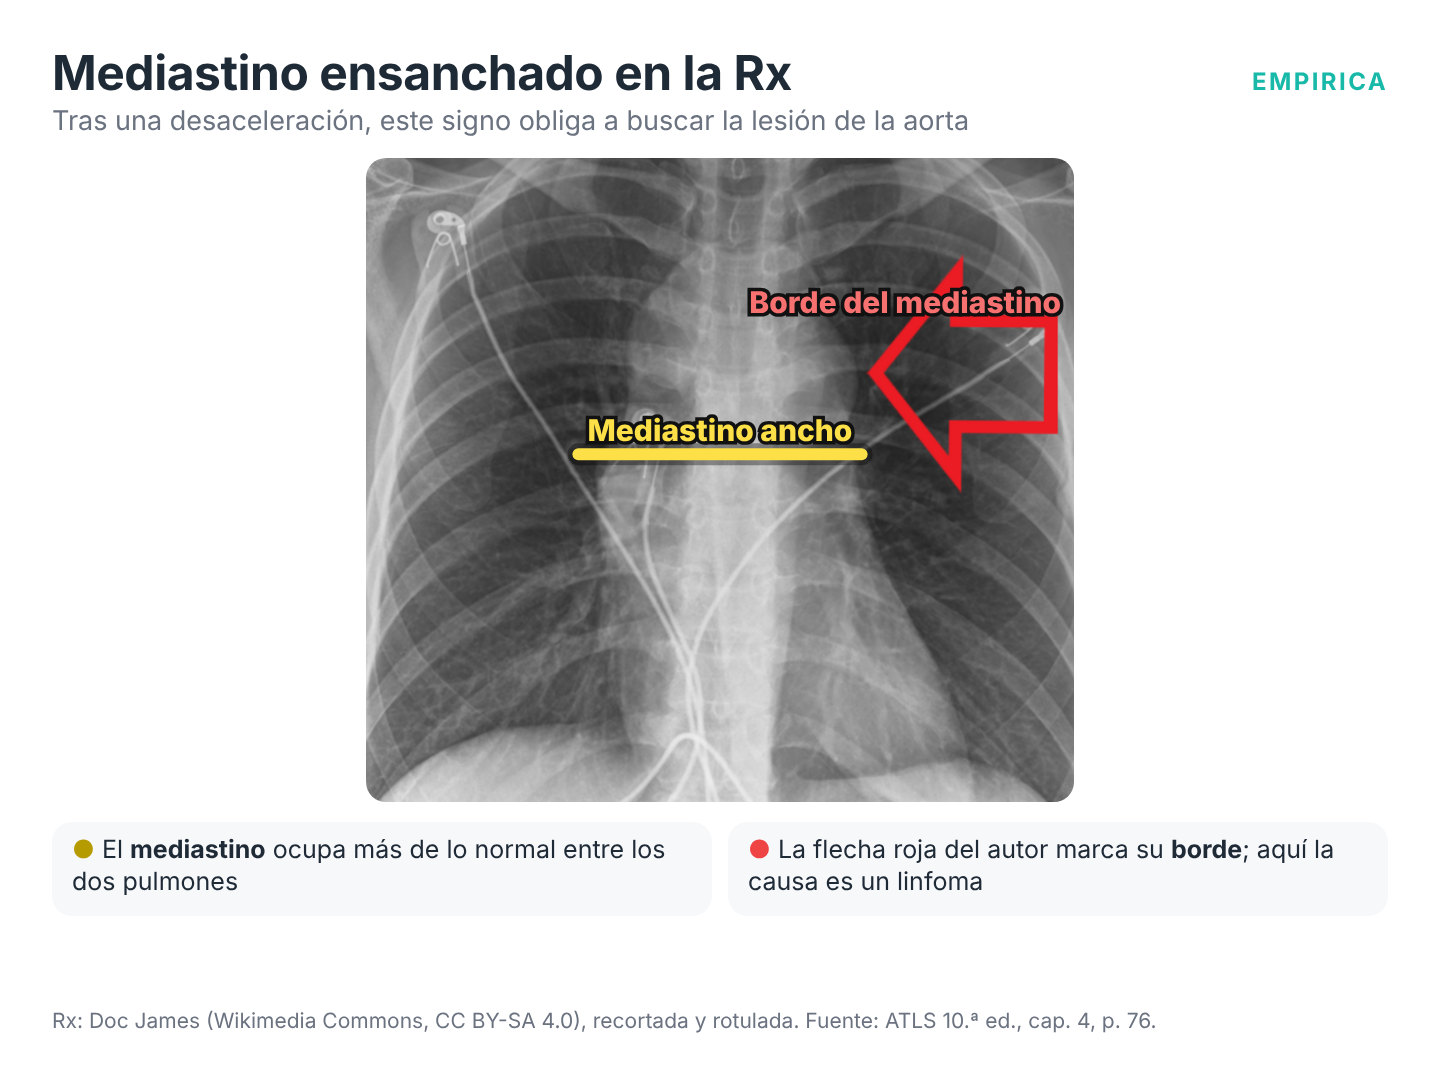 Mediastino ensanchado en la Rx
EMPIRICA
Tras una desaceleración, este signo obliga a buscar la lesión de la aorta
Borde del mediastino
Mediastino ancho
El mediastino ocupa más de lo normal entre los
dos pulmones
La flecha roja del autor marca su borde; aquí la
causa es un linfoma
Rx: Doc James (Wikimedia Commons, CC BY-SA 4.0), recortada y rotulada. Fuente: ATLS 10.ª ed., cap. 4, p. 76.